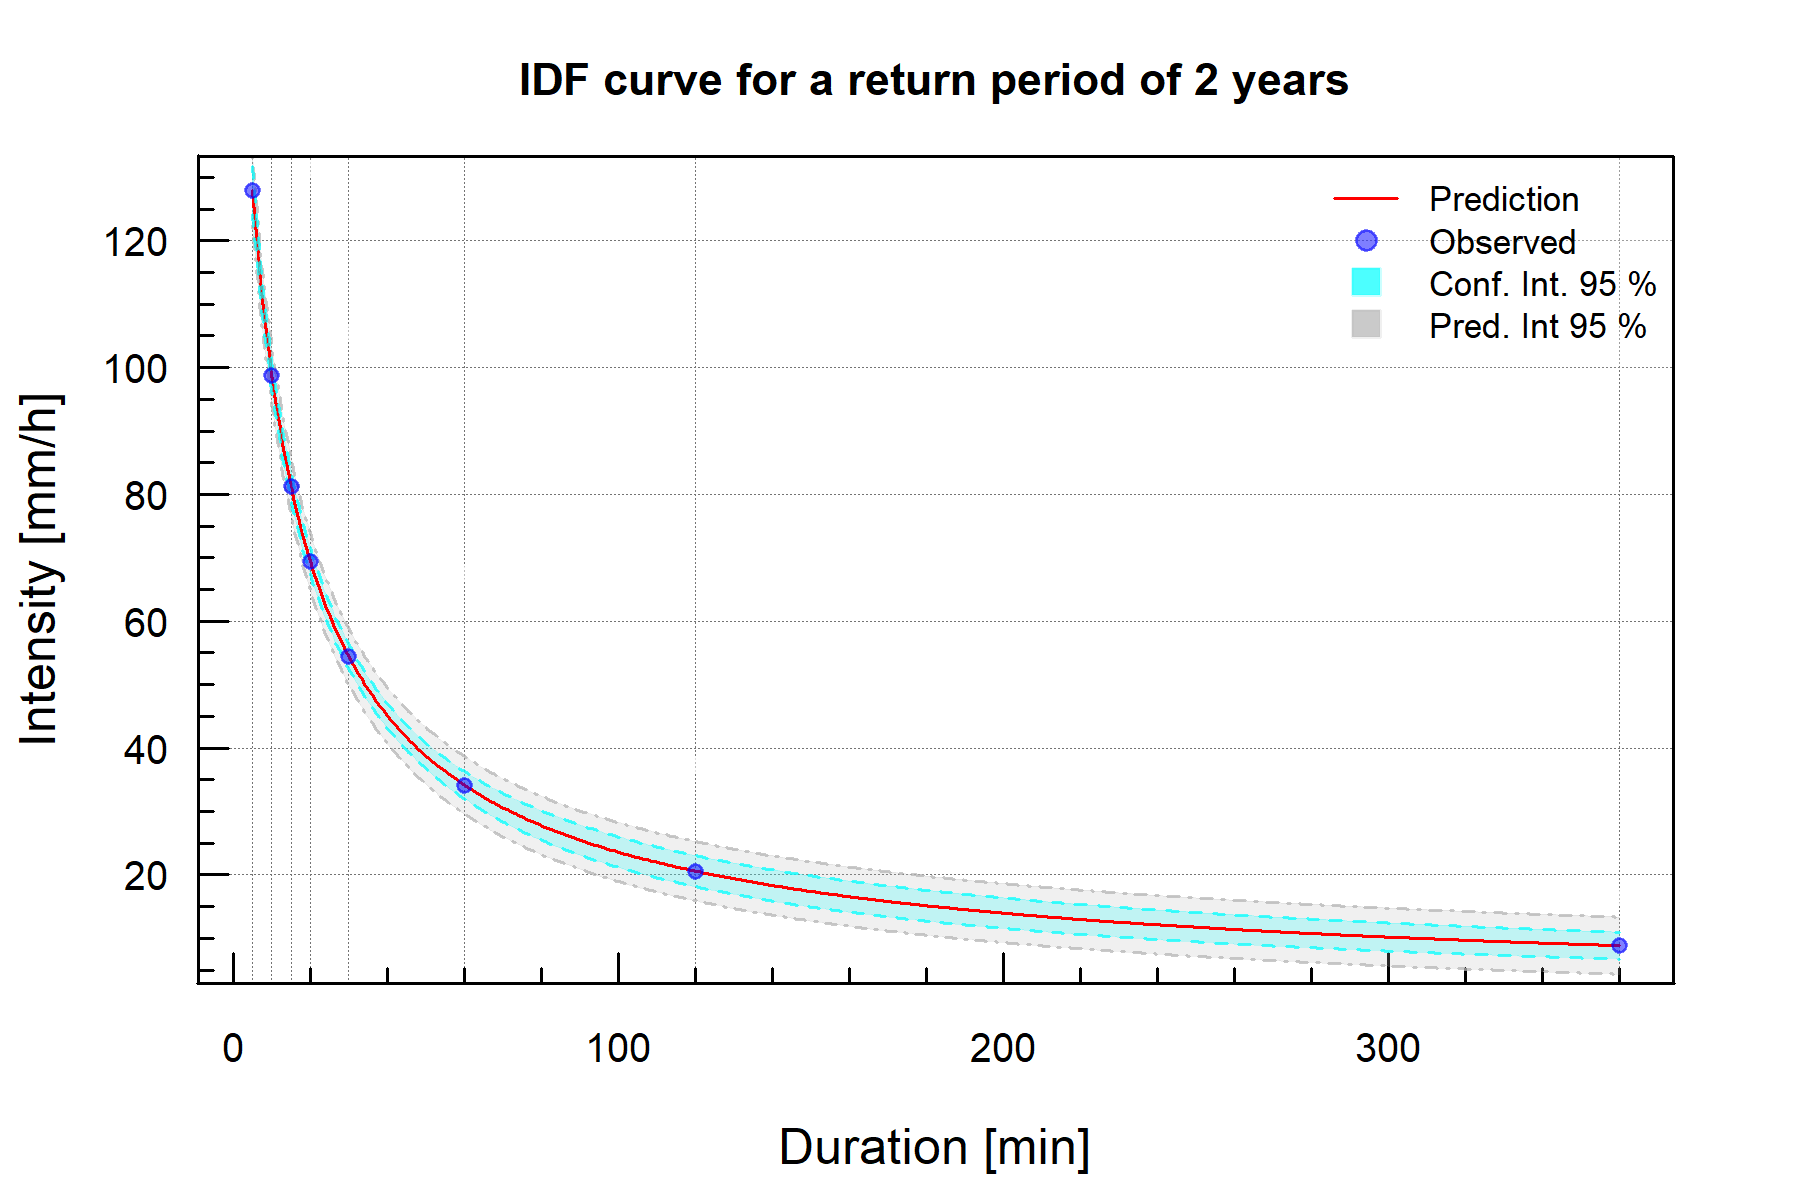 IDF curve for a return period of 2 years
Prediction
Observed
Conf. Int. 95 %
Pred. Int 95 %
Intensity [mm/h]
120
100
80
60
40
20
0 100 200 300
Duration [min]